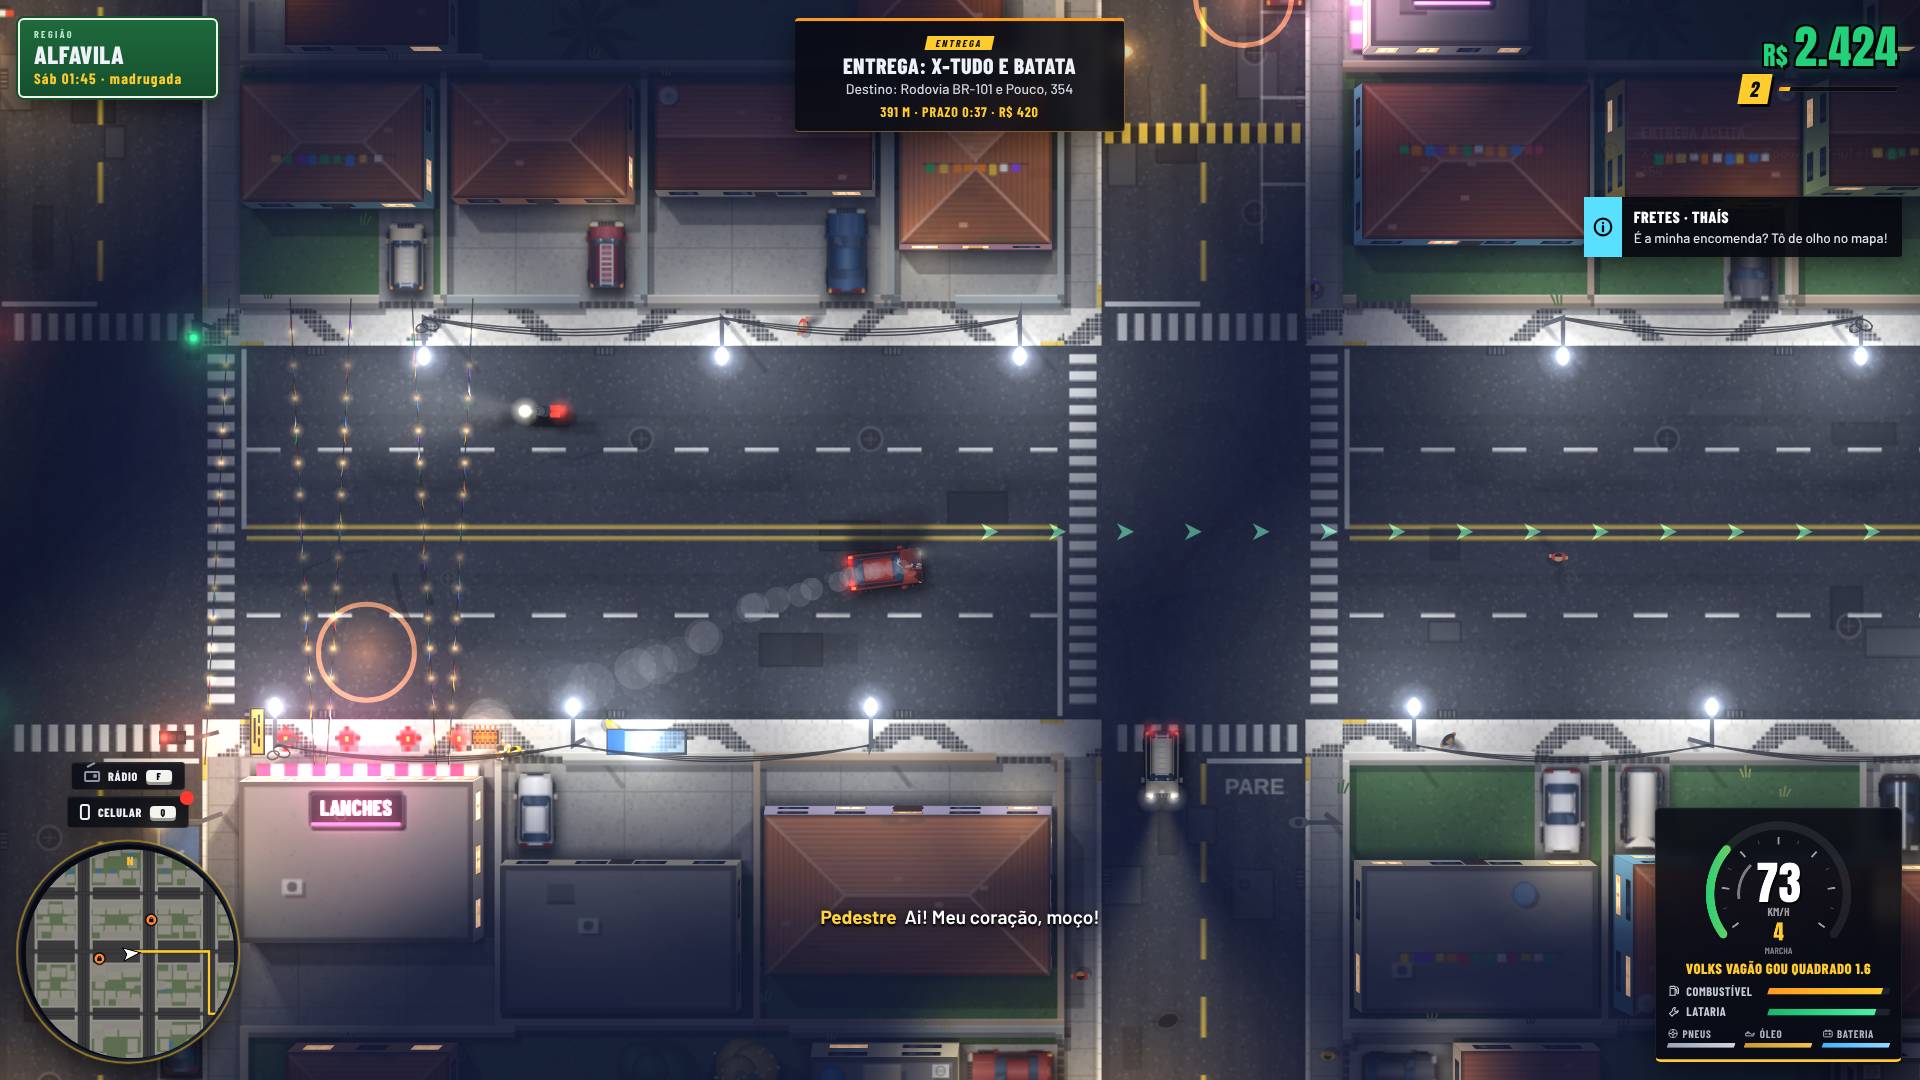 REGIÃO
ALFAVILA
Sáb 01:45 · madrugada
ENTREGA
ENTREGA: X-TUDO E BATATA
Destino: Rodovia BR-101 e Pouco, 354
391 M · PRAZO 0:37 · R$ 420
R$ 2.424
2
ENTREGA ACEITA
FRETES · THAÍS
É a minha encomenda? Tô de olho no mapa!
RÁDIO F
CELULAR Q
LANCHES
PARE
N
Pedestre Ai! Meu coração, moço!
73
KM/H
4
MARCHA
VOLKS VAGÃO GOU QUADRADO 1.6
COMBUSTÍVEL
LATARIA
PNEUS ÓLEO BATERIA